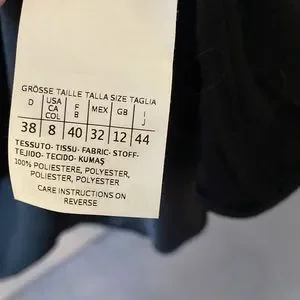 GRÖSSE TAILLE TALLA SIZE TAGLIA
D USA CA COL F B MEX GB I J
38 8 40 32 12 44
TESSUTO- TISSU- FABRIC- STOFF-
TEJIDO- TECIDO- KUMAŞ
100% POLIESTERE, POLYESTER,
POLYESTER, POLYESTER
CARE INSTRUCTIONS ON
REVERSE